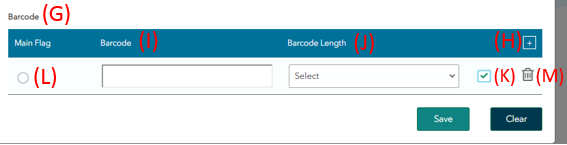 Barcode (G)
Main Flag Barcode (I) Barcode Length (J) (H) +
(L) Select (K) (M)
Save Clear